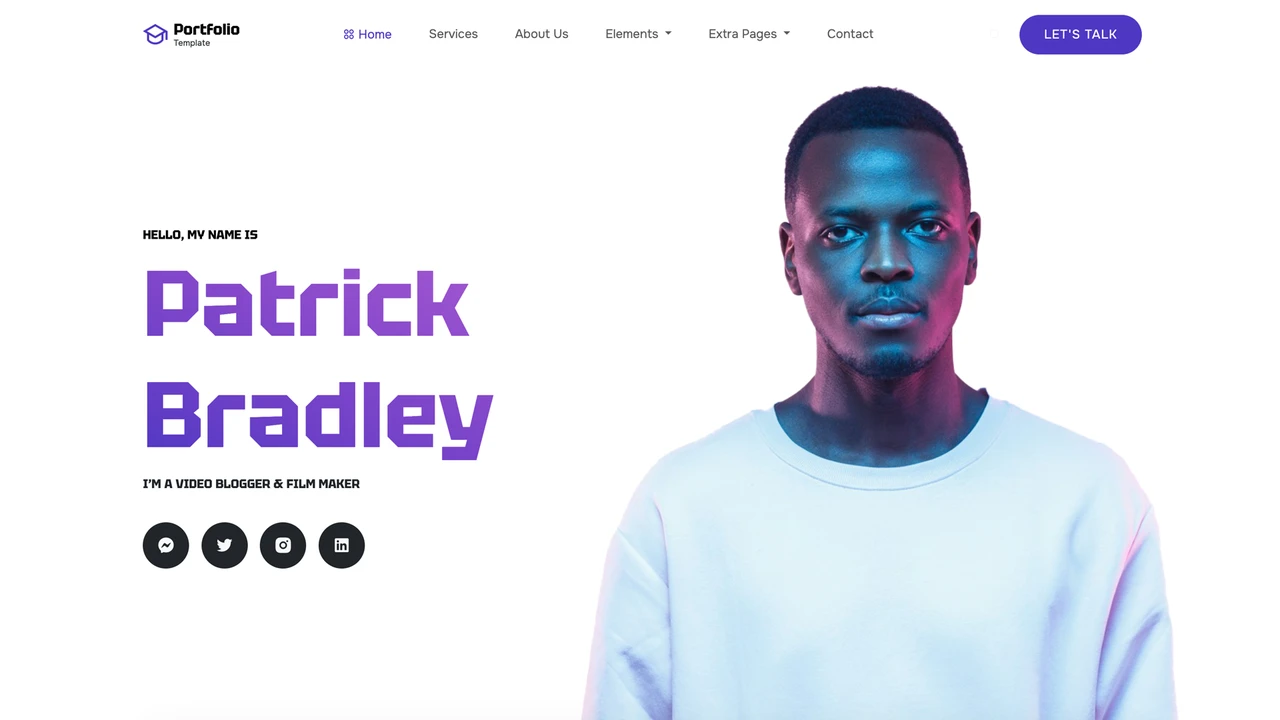 Portfolio
Template
Home
Services
About Us
Elements
Extra Pages
Contact
LET'S TALK
HELLO, MY NAME IS
Patrick
Bradley
I'M A VIDEO BLOGGER & FILM MAKER